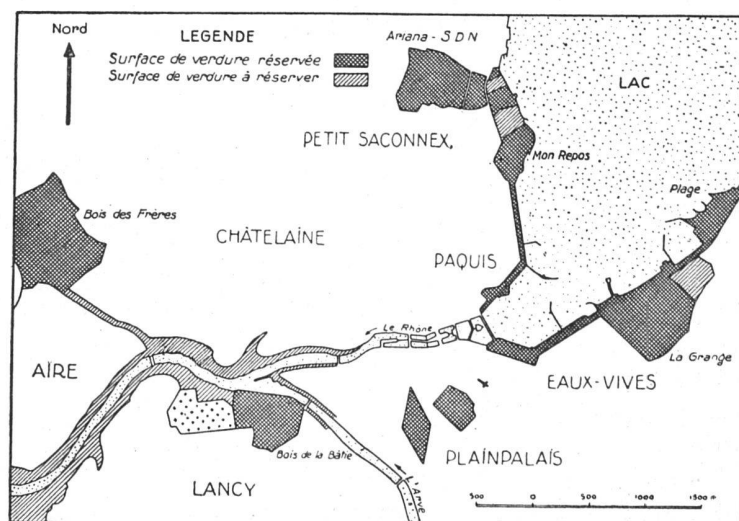 Nord
LEGENDE
Surface de verdure réservée
Surface de verdure à réserver
Ariana - S D N
LAC
PETIT SACONNEX.
Mon Repos
Plage
Bois des Frères
CHÂTELAINE
PAQUIS
Le Rhône
AÏRE
La Grange
EAUX-VIVES
Bois de la Bâtie
PLAINPALAIS
LANCY
L'Arve
500 0 500 1000 1500 m